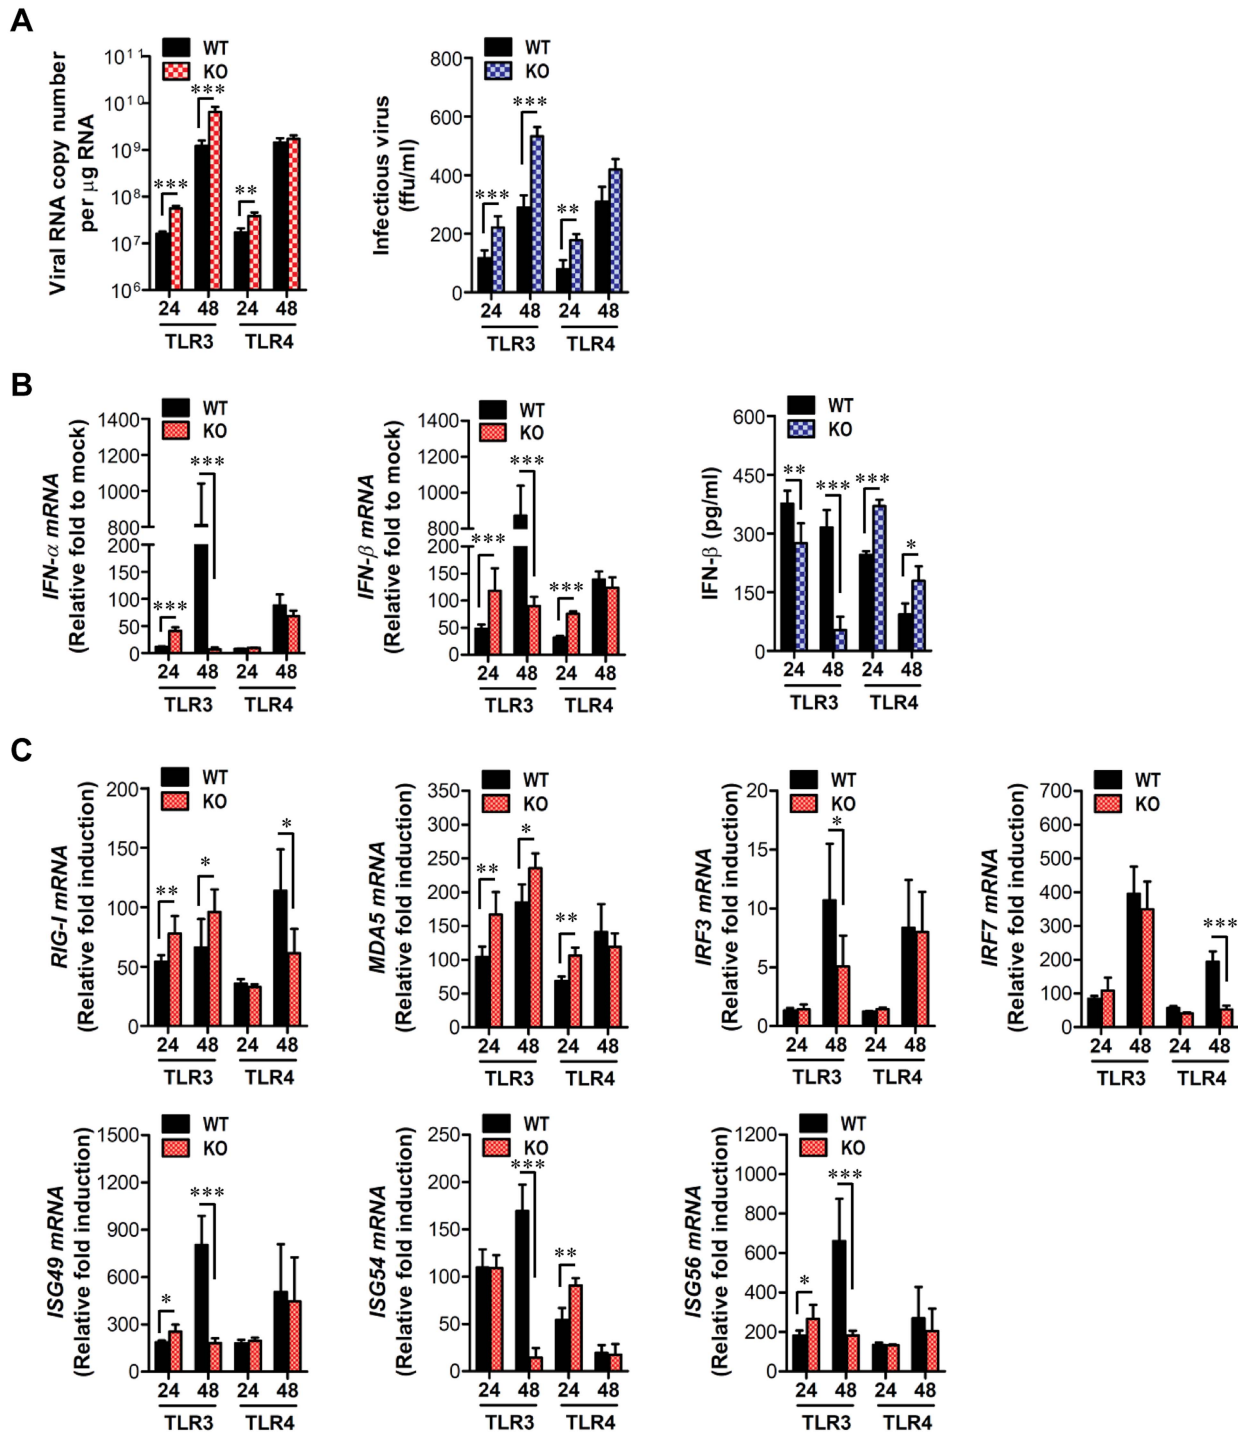 A
Viral RNA copy number
per μg RNA
10¹¹
10¹⁰
10⁹
10⁸
10⁷
10⁶
WT
KO
***
***
**
24 48 24 48
TLR3 TLR4
Infectious virus
(ffu/ml)
800
600
400
200
0
WT
KO
***
***
**
24 48 24 48
TLR3 TLR4
B
IFN-α mRNA
(Relative fold to mock)
1400
1200
1000
800
200
150
100
50
0
WT
KO
***
***
24 48 24 48
TLR3 TLR4
IFN-β mRNA
(Relative fold to mock)
1400
1200
1000
800
200
150
100
50
0
WT
KO
***
***
***
24 48 24 48
TLR3 TLR4
IFN-β (pg/ml)
600
450
300
150
0
WT
KO
**
***
***
*
24 48 24 48
TLR3 TLR4
C
RIG-I mRNA
(Relative fold induction)
200
150
100
50
0
WT
KO
**
*
*
24 48 24 48
TLR3 TLR4
MDA5 mRNA
(Relative fold induction)
350
300
250
200
150
100
50
0
WT
KO
**
*
**
24 48 24 48
TLR3 TLR4
IRF3 mRNA
(Relative fold induction)
20
15
10
5
0
WT
KO
*
24 48 24 48
TLR3 TLR4
IRF7 mRNA
(Relative fold induction)
700
600
500
400
300
200
100
0
WT
KO
***
24 48 24 48
TLR3 TLR4
ISG49 mRNA
(Relative fold induction)
1500
1200
900
600
300
0
WT
KO
*
***
24 48 24 48
TLR3 TLR4
ISG54 mRNA
(Relative fold induction)
250
200
150
100
50
0
WT
KO
***
**
24 48 24 48
TLR3 TLR4
ISG56 mRNA
(Relative fold induction)
1200
1000
800
600
400
200
0
WT
KO
*
***
24 48 24 48
TLR3 TLR4